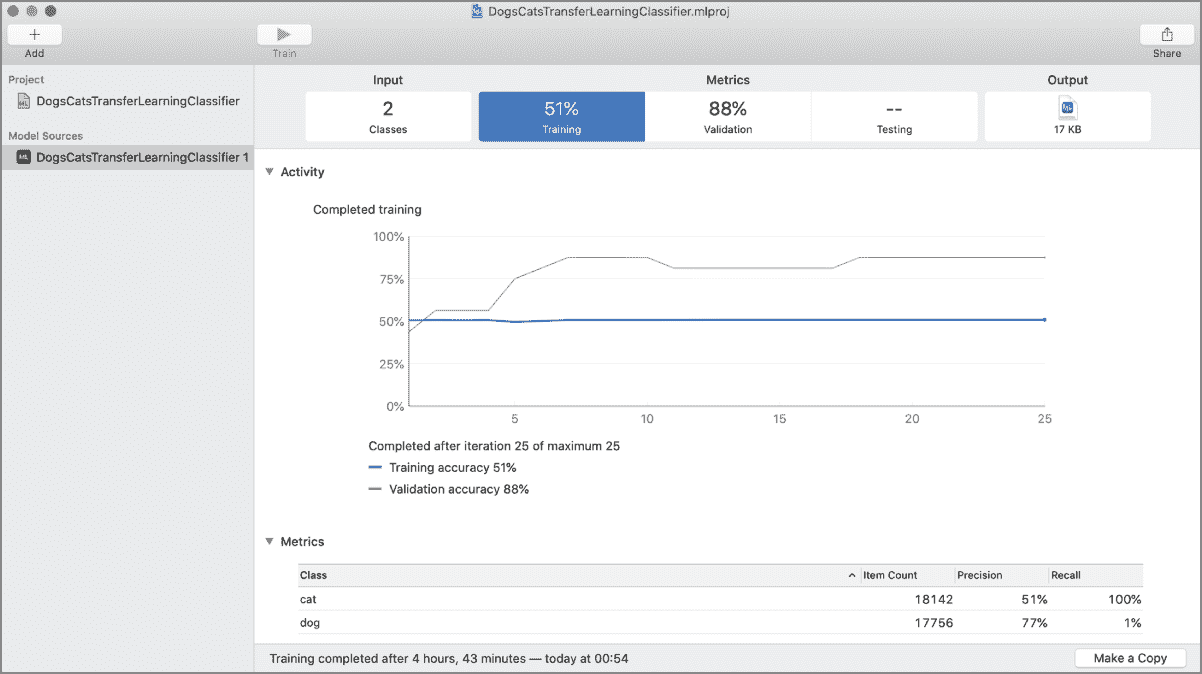 DogsCatsTransferLearningClassifier.mlproj
Add
Train
Share
Project
DogsCatsTransferLearningClassifier
Model Sources
ML DogsCatsTransferLearningClassifier 1
Input Metrics Output
2 51% 88% -- ML
Classes Training Validation Testing 17 KB
Activity
Completed training
100%
75%
50%
25%
0%
5 10 15 20 25
Completed after iteration 25 of maximum 25
Training accuracy 51%
Validation accuracy 88%
Metrics
Class Item Count Precision Recall
cat 18142 51% 100%
dog 17756 77% 1%
Training completed after 4 hours, 43 minutes — today at 00:54 Make a Copy